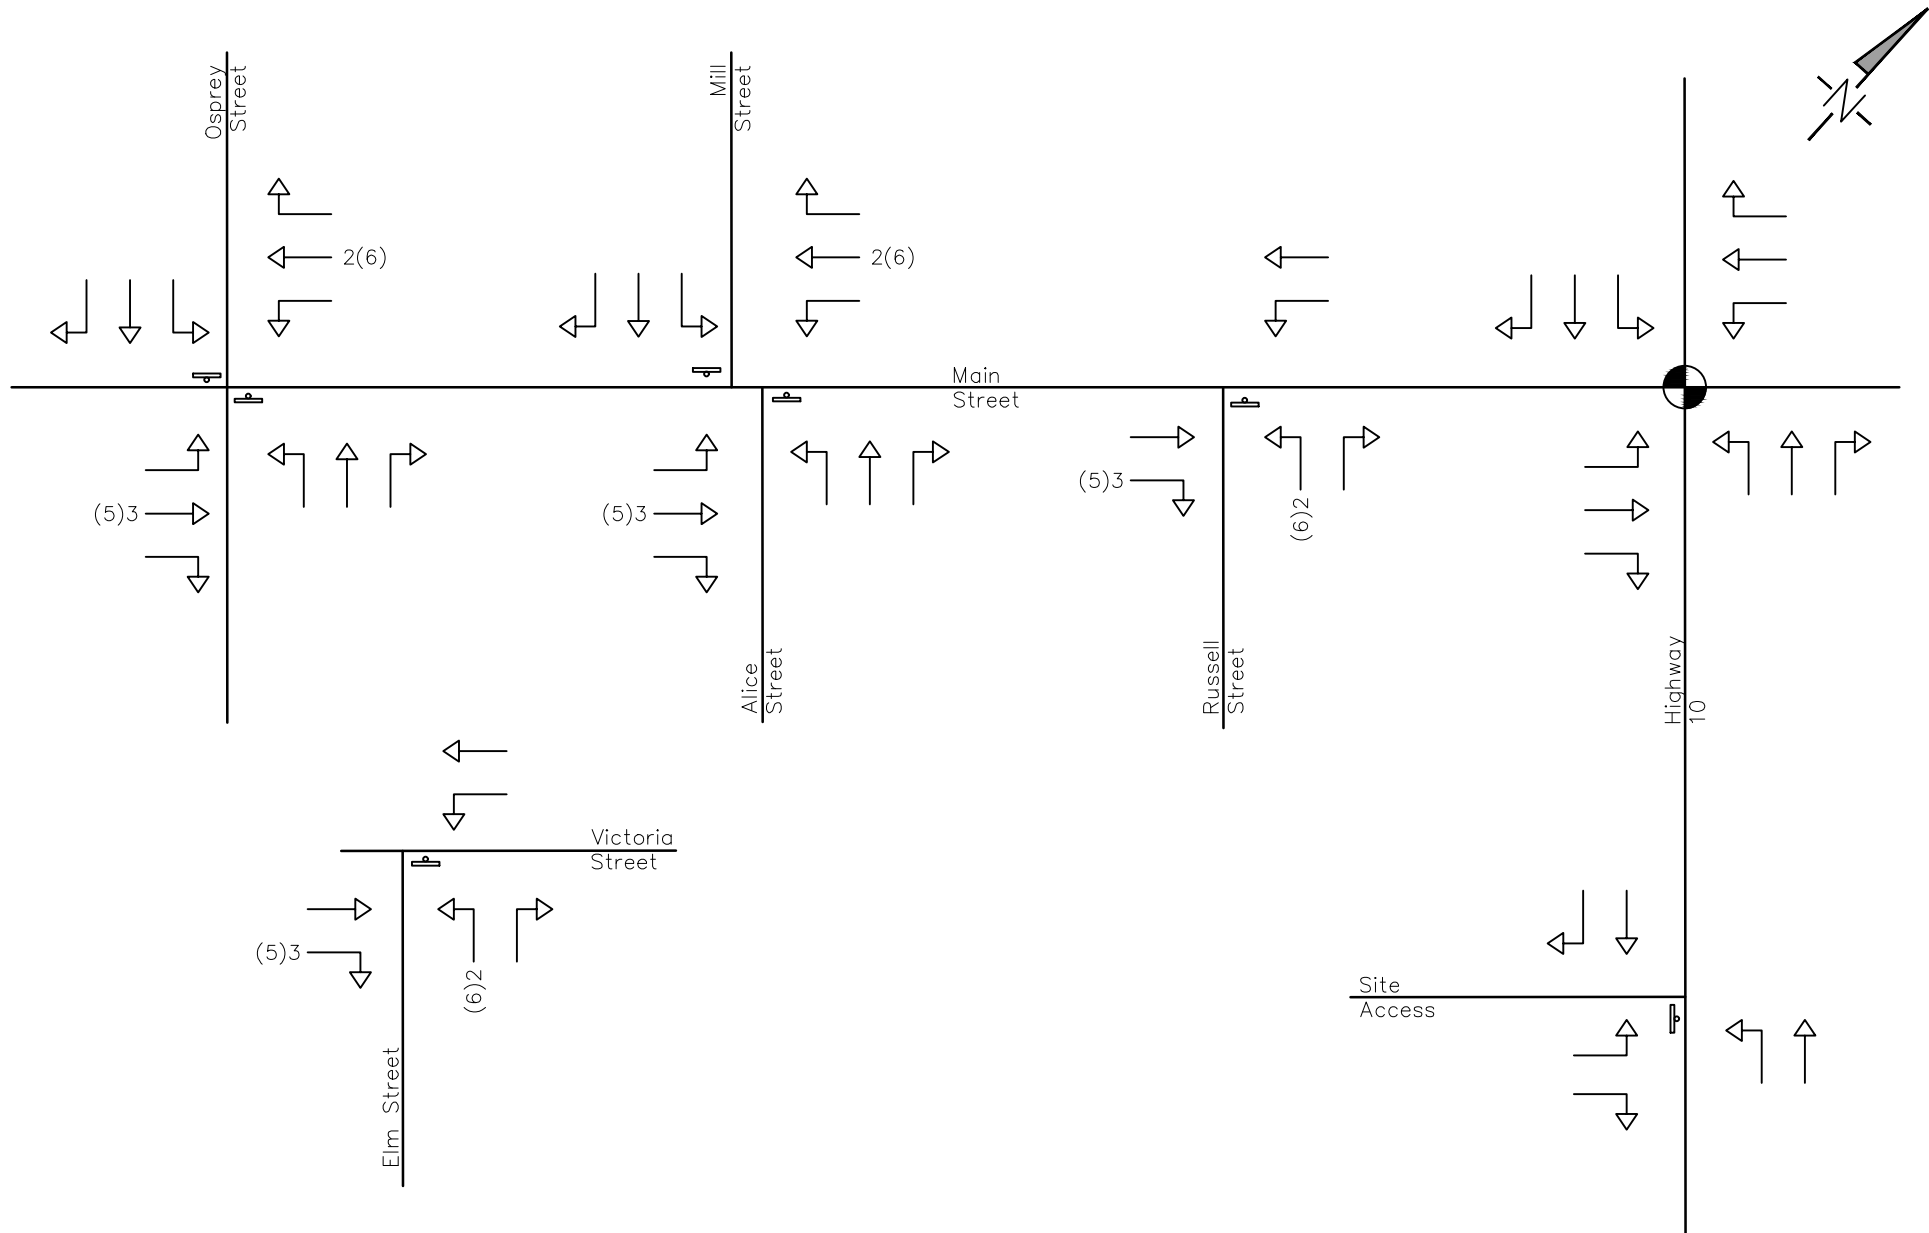 Osprey
Street
Mill
Street
N
2(6)
2(6)
Main
Street
(5)3
(5)3
(5)3
(6)2
Alice
Street
Russell
Street
Highway
10
Victoria
Street
(5)3
(6)2
Elm Street
Site
Access